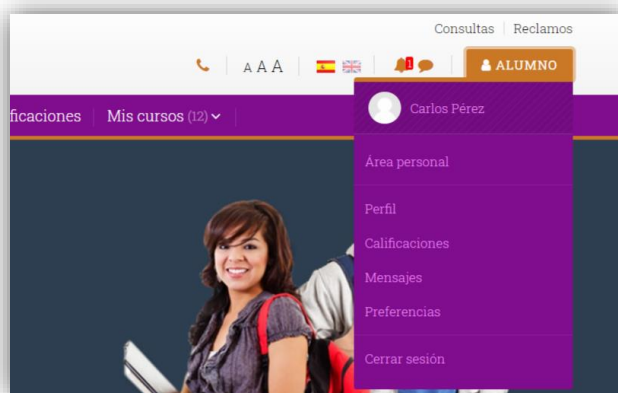 Consultas Reclamos
A A A 1 ALUMNO
ficaciones Mis cursos (12)
Carlos Pérez
Área personal
Perfil
Calificaciones
Mensajes
Preferencias
Cerrar sesión